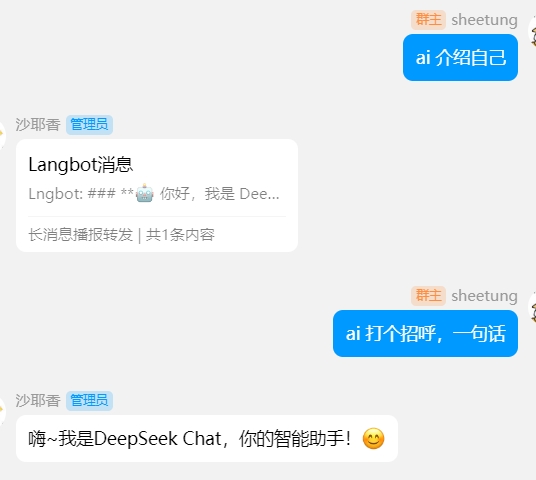 群主 sheetung
ai 介绍自己
沙耶香 管理员
Langbot消息
Lngbot: ### **🤖 你好，我是 Dee...
长消息播报转发 | 共1条内容
群主 sheetung
ai 打个招呼，一句话
沙耶香 管理员
嗨~我是DeepSeek Chat，你的智能助手！😊